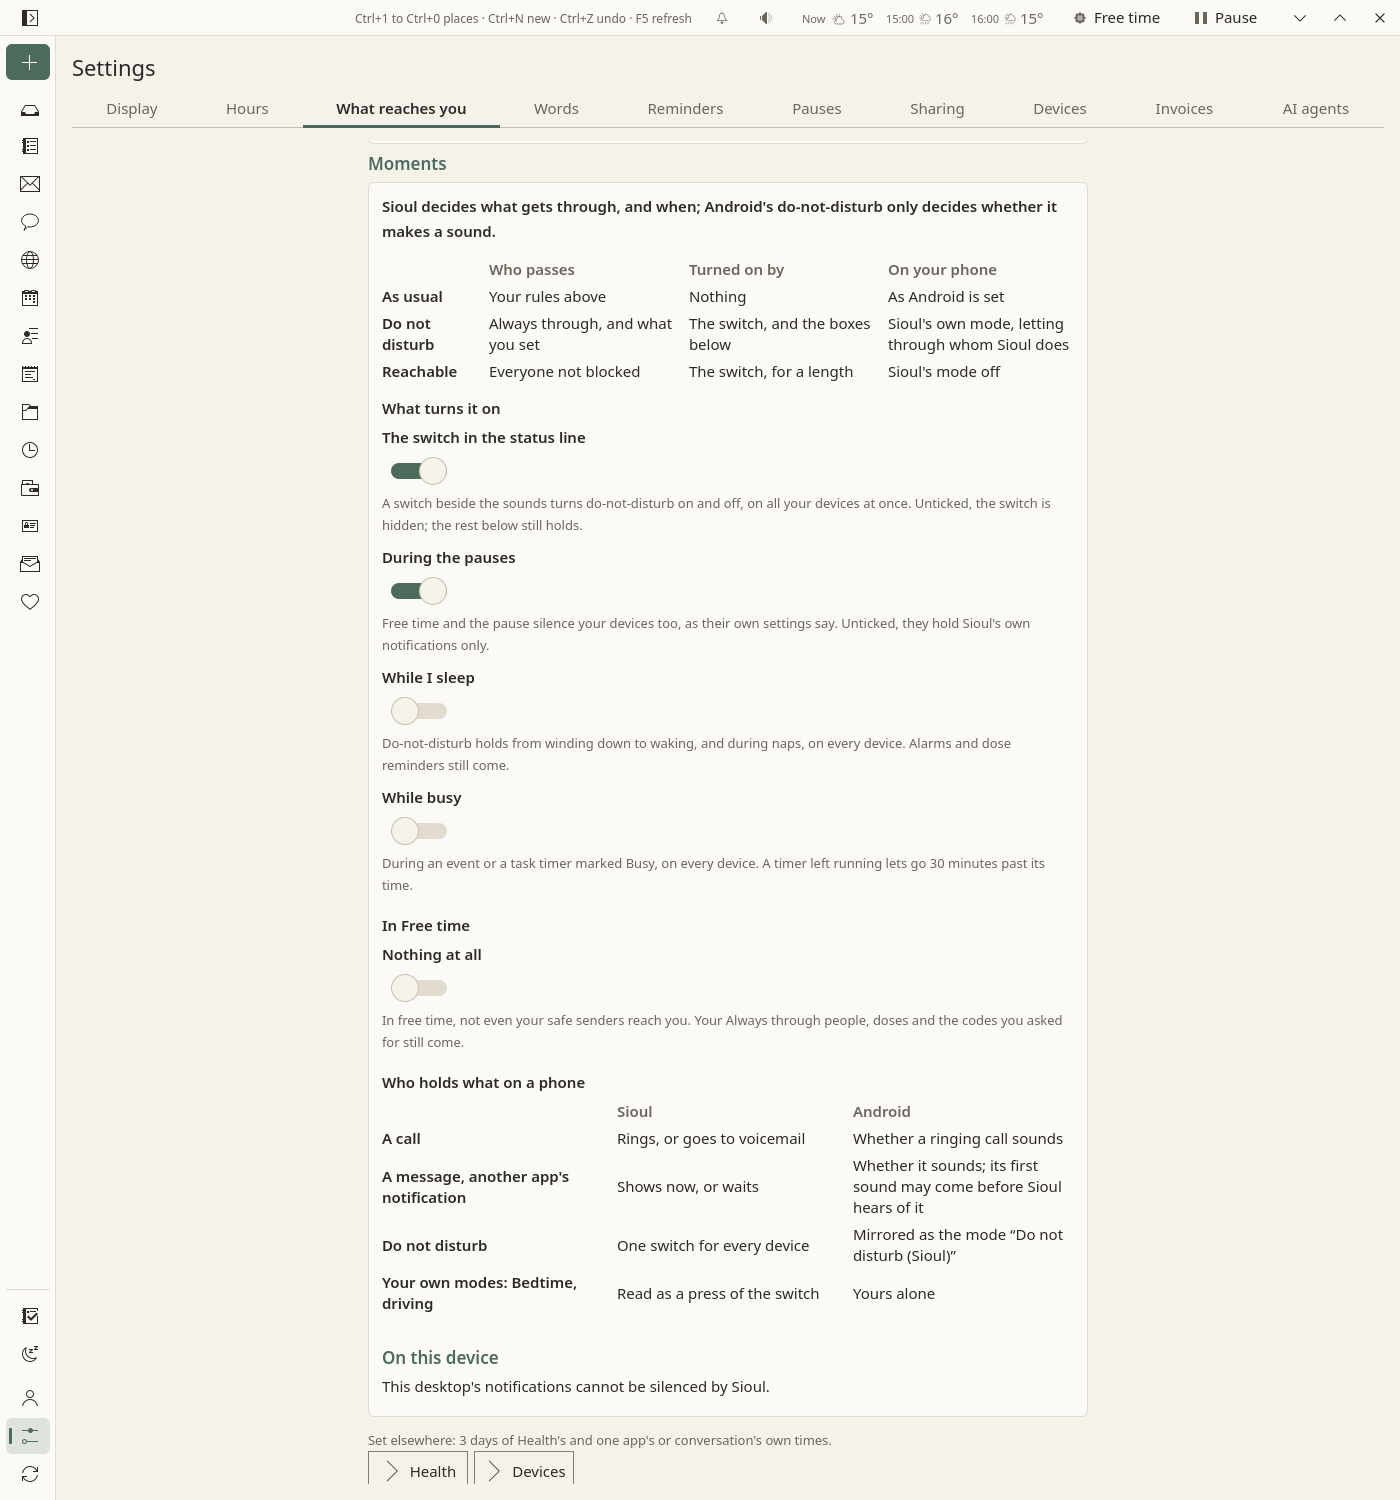 Ctrl+1 to Ctrl+0 places · Ctrl+N new · Ctrl+Z undo · F5 refresh
Now 15° 15:00 16° 16:00 15°
Free time
Pause
Settings
Display Hours What reaches you Words Reminders Pauses Sharing Devices Invoices AI agents
Moments
Sioul decides what gets through, and when; Android's do-not-disturb only decides whether it
makes a sound.
Who passes Turned on by On your phone
As usual Your rules above Nothing As Android is set
Do not disturb Always through, and what you set The switch, and the boxes below Sioul's own mode, letting through whom Sioul does
Reachable Everyone not blocked The switch, for a length Sioul's mode off
What turns it on
The switch in the status line
A switch beside the sounds turns do-not-disturb on and off, on all your devices at once. Unticked, the switch is
hidden; the rest below still holds.
During the pauses
Free time and the pause silence your devices too, as their own settings say. Unticked, they hold Sioul's own
notifications only.
While I sleep
Do-not-disturb holds from winding down to waking, and during naps, on every device. Alarms and dose
reminders still come.
While busy
During an event or a task timer marked Busy, on every device. A timer left running lets go 30 minutes past its
time.
In Free time
Nothing at all
In free time, not even your safe senders reach you. Your Always through people, doses and the codes you asked
for still come.
Who holds what on a phone
Sioul Android
A call Rings, or goes to voicemail Whether a ringing call sounds
A message, another app's notification Shows now, or waits Whether it sounds; its first sound may come before Sioul hears of it
Do not disturb One switch for every device Mirrored as the mode “Do not disturb (Sioul)”
Your own modes: Bedtime, driving Read as a press of the switch Yours alone
On this device
This desktop's notifications cannot be silenced by Sioul.
Set elsewhere: 3 days of Health's and one app's or conversation's own times.
Health Devices